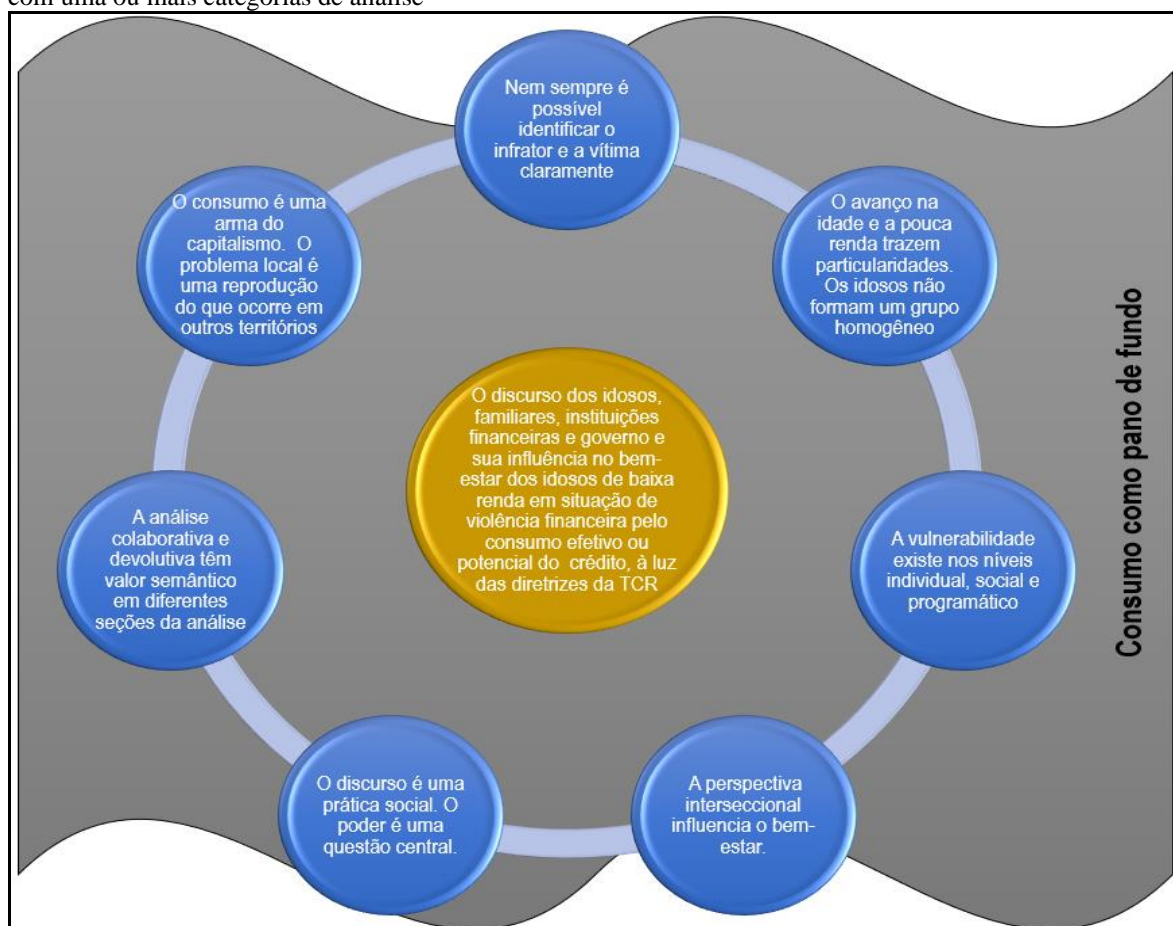 com uma ou mais categorias de análise
Nem sempre é
possível
identificar o
infrator e a vítima
claramente
O avanço na
idade e a pouca
renda trazem
particularidades.
Os idosos não
formam um grupo
homogêneo
A vulnerabilidade
existe nos níveis
individual, social e
programático
A perspectiva
interseccional
influencia o bem-
estar.
O discurso é uma
prática social. O
poder é uma
questão central.
A análise
colaborativa e
devolutiva têm
valor semântico
em diferentes
seções da análise
O consumo é uma
arma do
capitalismo. O
problema local é
uma reprodução
do que ocorre em
outros territórios
O discurso dos idosos,
familiares, instituições
financeiras e governo e
sua influência no bem-
estar dos idosos de baixa
renda em situação de
violência financeira pelo
consumo efetivo ou
potencial do crédito, à luz
das diretrizes da TCR
Consumo como pano de fundo